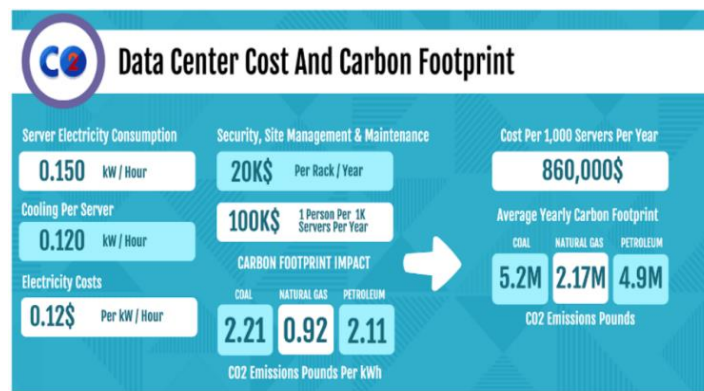 CO2
Data Center Cost And Carbon Footprint
Server Electricity Consumption
0.150 kW / Hour
Cooling Per Server
0.120 kW / Hour
Electricity Costs
0.12$ Per kW / Hour
Security, Site Management & Maintenance
20K$ Per Rack / Year
100K$ 1 Person Per 1K
Servers Per Year
CARBON FOOTPRINT IMPACT
COAL NATURAL GAS PETROLEUM
2.21 0.92 2.11
CO2 Emissions Pounds Per kWh
Cost Per 1,000 Servers Per Year
860,000$
Average Yearly Carbon Footprint
COAL NATURAL GAS PETROLEUM
5.2M 2.17M 4.9M
CO2 Emissions Pounds